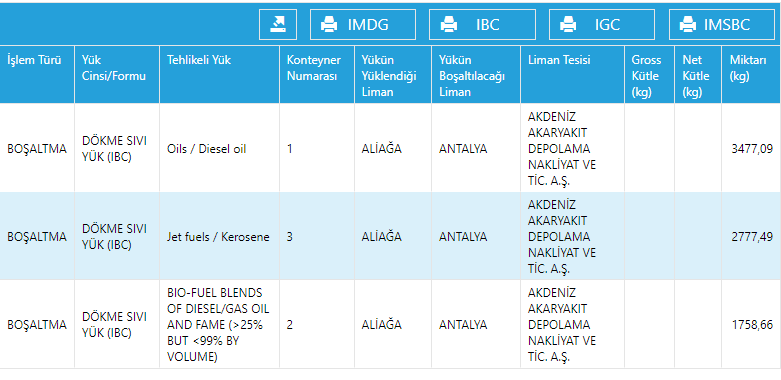 IMDG
IBC
IGC
IMSBC
İşlem Türü
Yük
Cinsi/Formu
Tehlikeli Yük
Konteyner
Numarası
Yükün
Yüklendiği
Liman
Yükün
Boşaltılacağı
Liman
Liman Tesisi
Gross
Kütle
(kg)
Net
Kütle
(kg)
Miktarı
(kg)
BOŞALTMA
DÖKME SIVI
YÜK (IBC)
Oils / Diesel oil
1
ALİAĞA
ANTALYA
AKDENİZ
AKARYAKIT
DEPOLAMA
NAKLİYAT VE
TİC. A.Ş.
3477,09
BOŞALTMA
DÖKME SIVI
YÜK (IBC)
Jet fuels / Kerosene
3
ALİAĞA
ANTALYA
AKDENİZ
AKARYAKIT
DEPOLAMA
NAKLİYAT VE
TİC. A.Ş.
2777,49
BOŞALTMA
DÖKME SIVI
YÜK (IBC)
BIO-FUEL BLENDS
OF DIESEL/GAS OIL
AND FAME (>25%
BUT <99% BY
VOLUME)
2
ALİAĞA
ANTALYA
AKDENİZ
AKARYAKIT
DEPOLAMA
NAKLİYAT VE
TİC. A.Ş.
1758,66